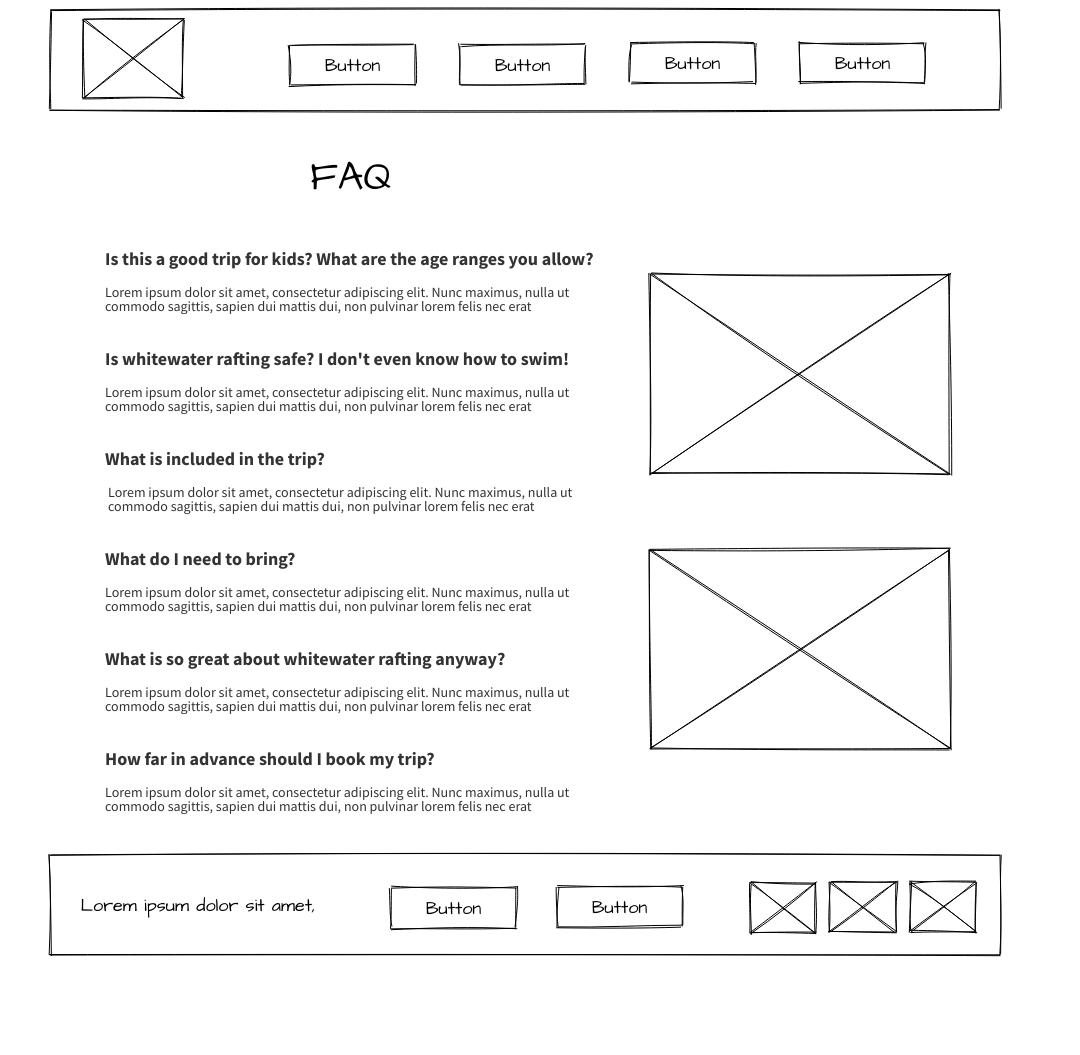 Button
Button
Button
Button
FAQ
Is this a good trip for kids? What are the age ranges you allow?
Lorem ipsum dolor sit amet, consectetur adipiscing elit. Nunc maximus, nulla ut
commodo sagittis, sapien dui mattis dui, non pulvinar lorem felis nec erat
Is whitewater rafting safe? I don't even know how to swim!
Lorem ipsum dolor sit amet, consectetur adipiscing elit. Nunc maximus, nulla ut
commodo sagittis, sapien dui mattis dui, non pulvinar lorem felis nec erat
What is included in the trip?
Lorem ipsum dolor sit amet, consectetur adipiscing elit. Nunc maximus, nulla ut
commodo sagittis, sapien dui mattis dui, non pulvinar lorem felis nec erat
What do I need to bring?
Lorem ipsum dolor sit amet, consectetur adipiscing elit. Nunc maximus, nulla ut
commodo sagittis, sapien dui mattis dui, non pulvinar lorem felis nec erat
What is so great about whitewater rafting anyway?
Lorem ipsum dolor sit amet, consectetur adipiscing elit. Nunc maximus, nulla ut
commodo sagittis, sapien dui mattis dui, non pulvinar lorem felis nec erat
How far in advance should I book my trip?
Lorem ipsum dolor sit amet, consectetur adipiscing elit. Nunc maximus, nulla ut
commodo sagittis, sapien dui mattis dui, non pulvinar lorem felis nec erat
Lorem ipsum dolor sit amet,
Button
Button